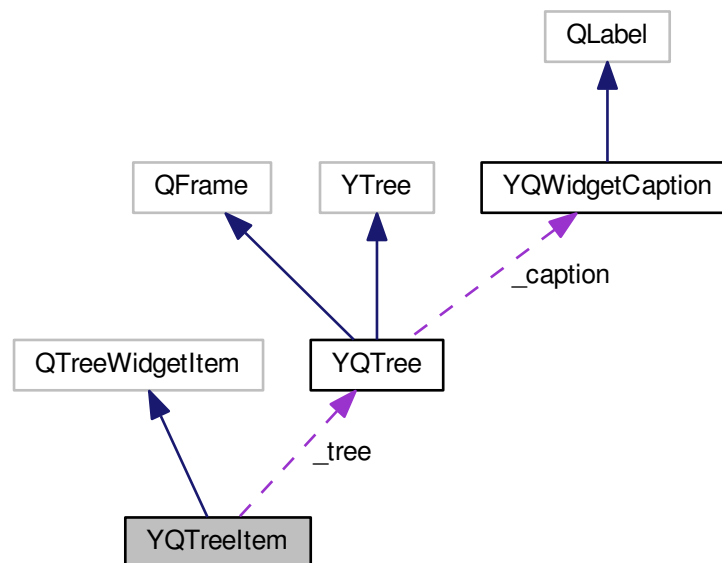 QLabel
QFrame
YTree
YQWidgetCaption
_caption
QTreeWidgetItem
YQTree
_tree
YQTreeItem